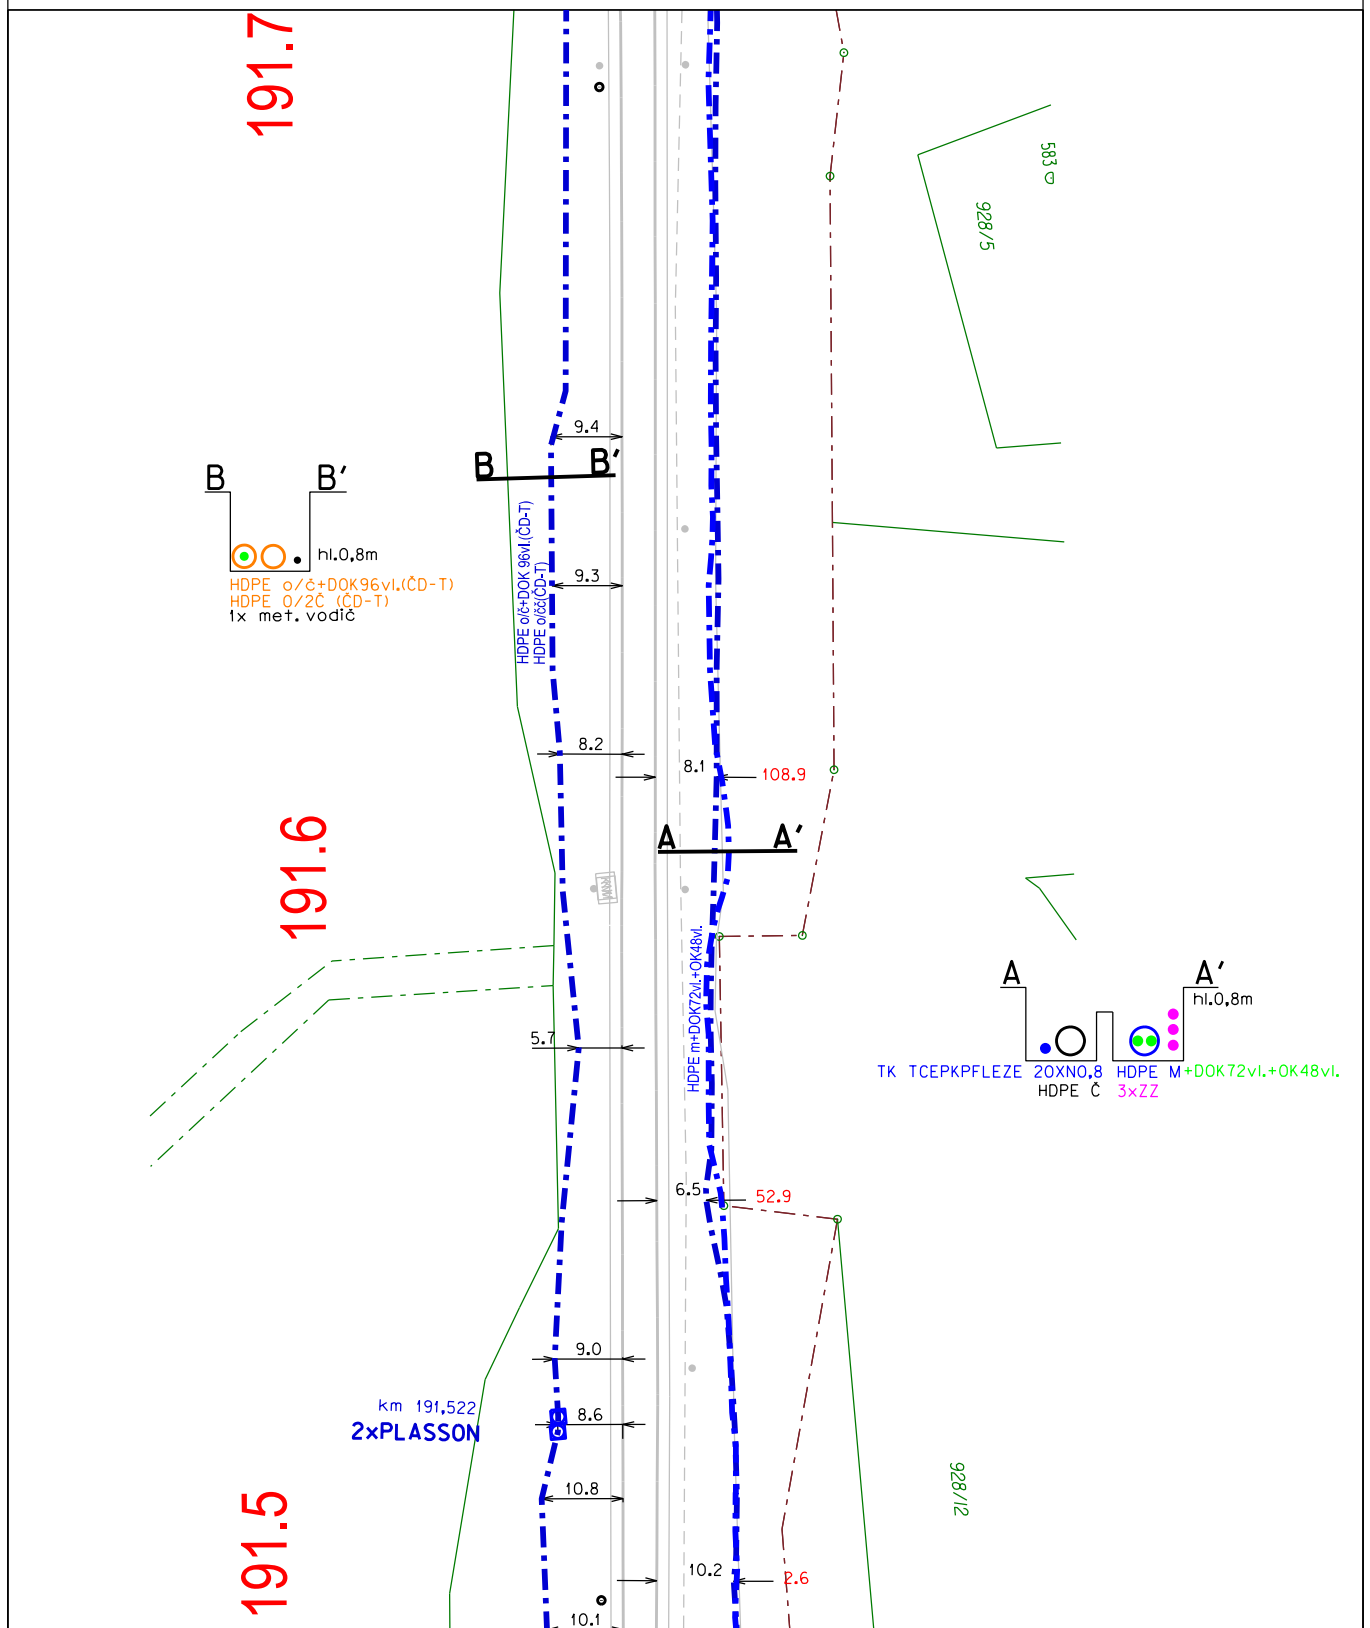 191.7
583
928/5
9.4
B B'
B B'
hl.0,8m
HDPE o/č+DOK96vl.(ČD-T)
HDPE O/2Č (ČD-T)
1x met.vodič
HDPE o/č+DOK 96vl.(ČD-T)
HDPE o/čč(ČD-T)
9.3
8.2
8.1
108.9
191.6
A A'
HDPE m+DOK72vl.+OK48vl.
A A'
hl.0,8m
TK TCEPKPFLEZE 20XN0,8 HDPE M+DOK72vl.+OK48vl.
HDPE Č 3xZZ
5.7
6.5
52.9
9.0
km 191,522
2xPLASSON
8.6
10.8
928/12
191.5
10.2
2.6
10.1